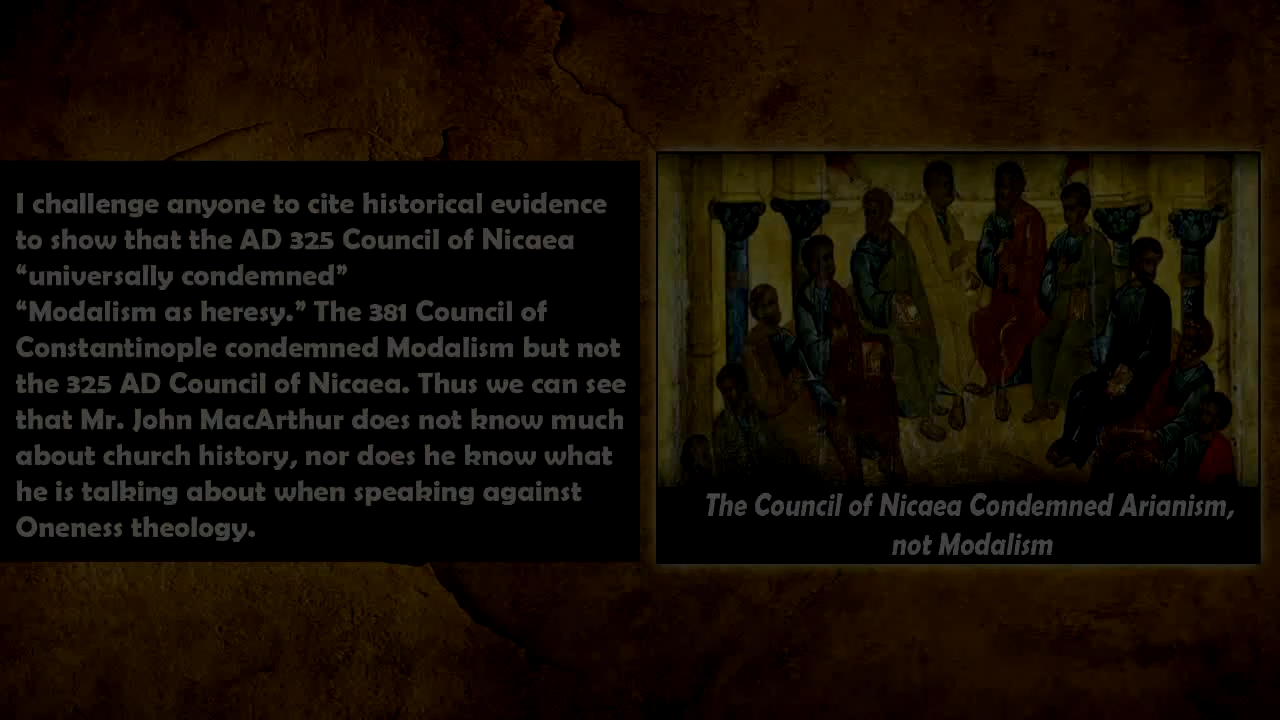 I challenge anyone to cite historical evidence
to show that the AD 325 Council of Nicaea
“universally condemned”
“Modalism as heresy.” The 381 Council of
Constantinople condemned Modalism but not
the 325 AD Council of Nicaea. Thus we can see
that Mr. John MacArthur does not know much
about church history, nor does he know what
he is talking about when speaking against
Oneness theology.
The Council of Nicaea Condemned Arianism,
not Modalism